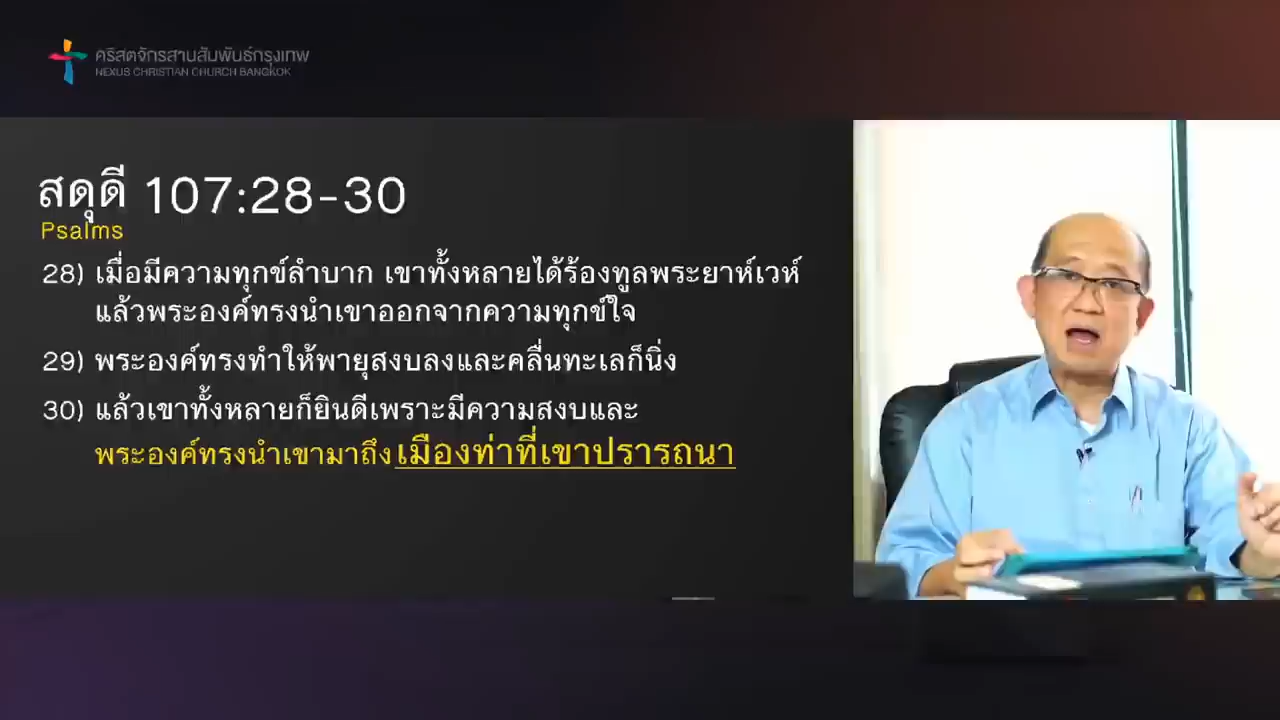 คริสตจักรสานสัมพันธ์กรุงเทพ
NEXUS CHRISTIAN CHURCH BANGKOK
สดุดี 107:28-30
Psalms
28) เมื่อมีความทุกข์ลำบาก เขาทั้งหลายได้ร้องทูลพระยาห์เวห์
แล้วพระองค์ทรงนำเขาออกจากความทุกข์ใจ
29) พระองค์ทรงทำให้พายุสงบลงและคลื่นทะเลก็นิ่ง
30) แล้วเขาทั้งหลายก็ยินดีเพราะมีความสงบและ
พระองค์ทรงนำเขามาถึงเมืองท่าที่เขาปรารถนา